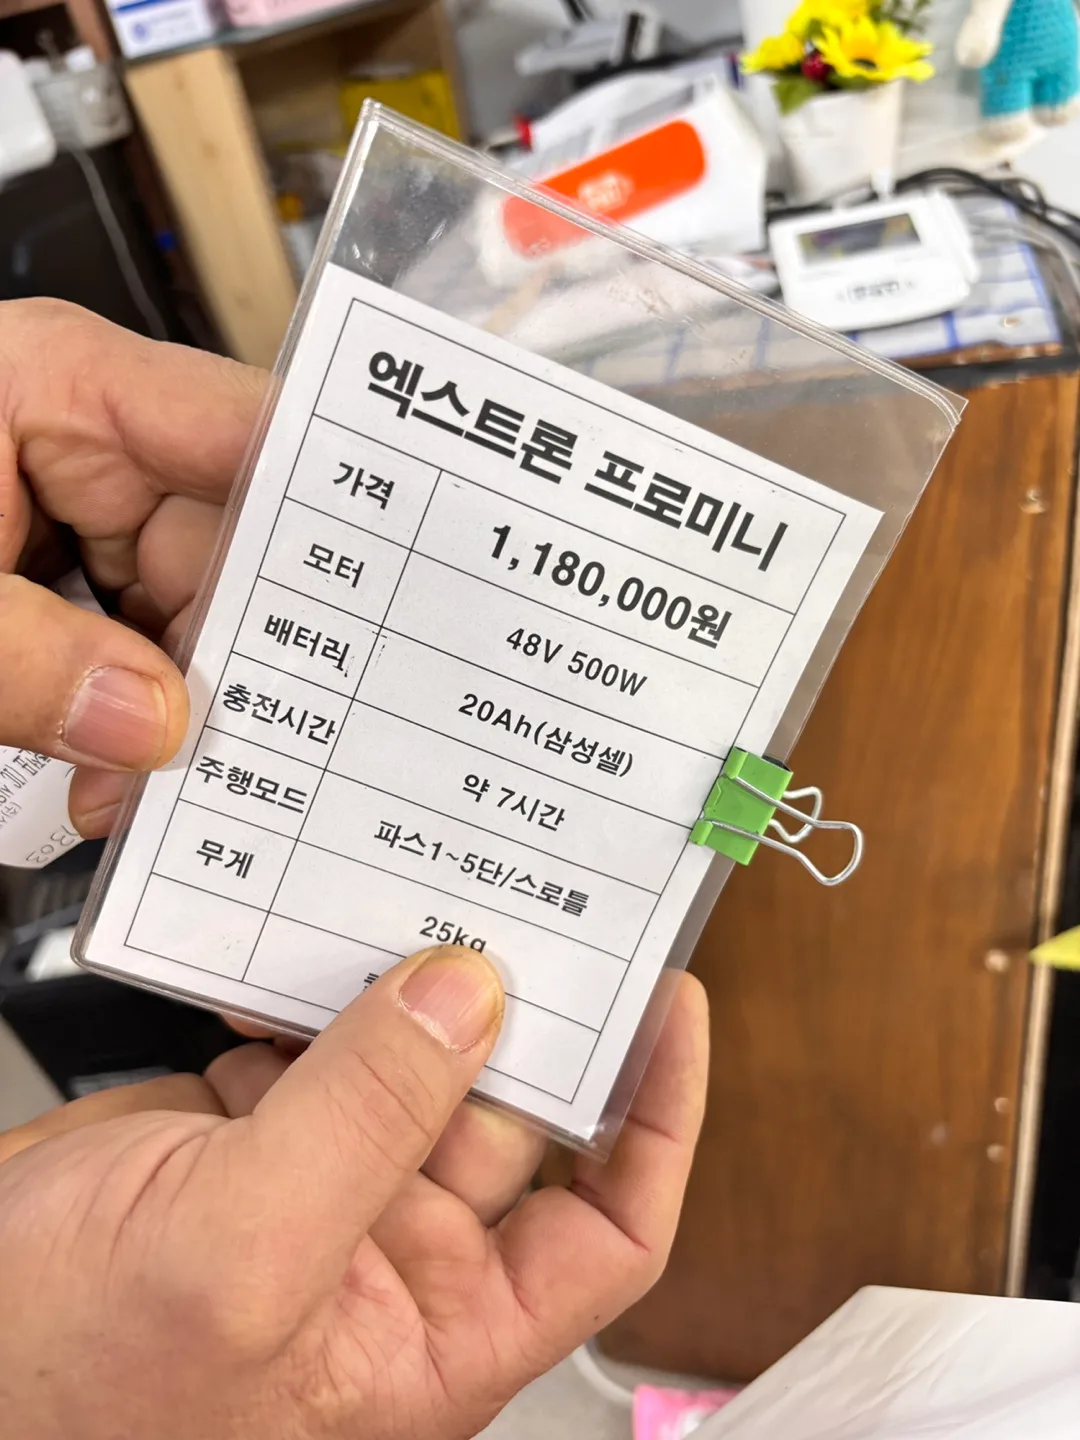 엑스트론 프로미니
가격 1,180,000원
모터 48V 500W
배터리 20Ah(삼성셀)
충전시간 약 7시간
주행모드 파스1~5단/스로틀
무게 25kg